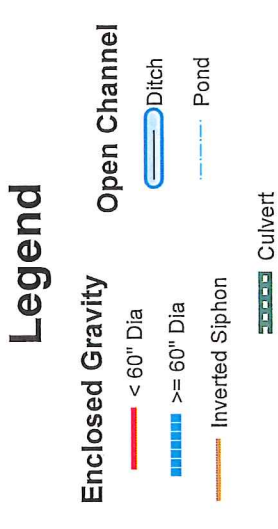 Legend
Enclosed Gravity
< 60" Dia
>= 60" Dia
Inverted Siphon
Culvert
Open Channel
Ditch
Pond